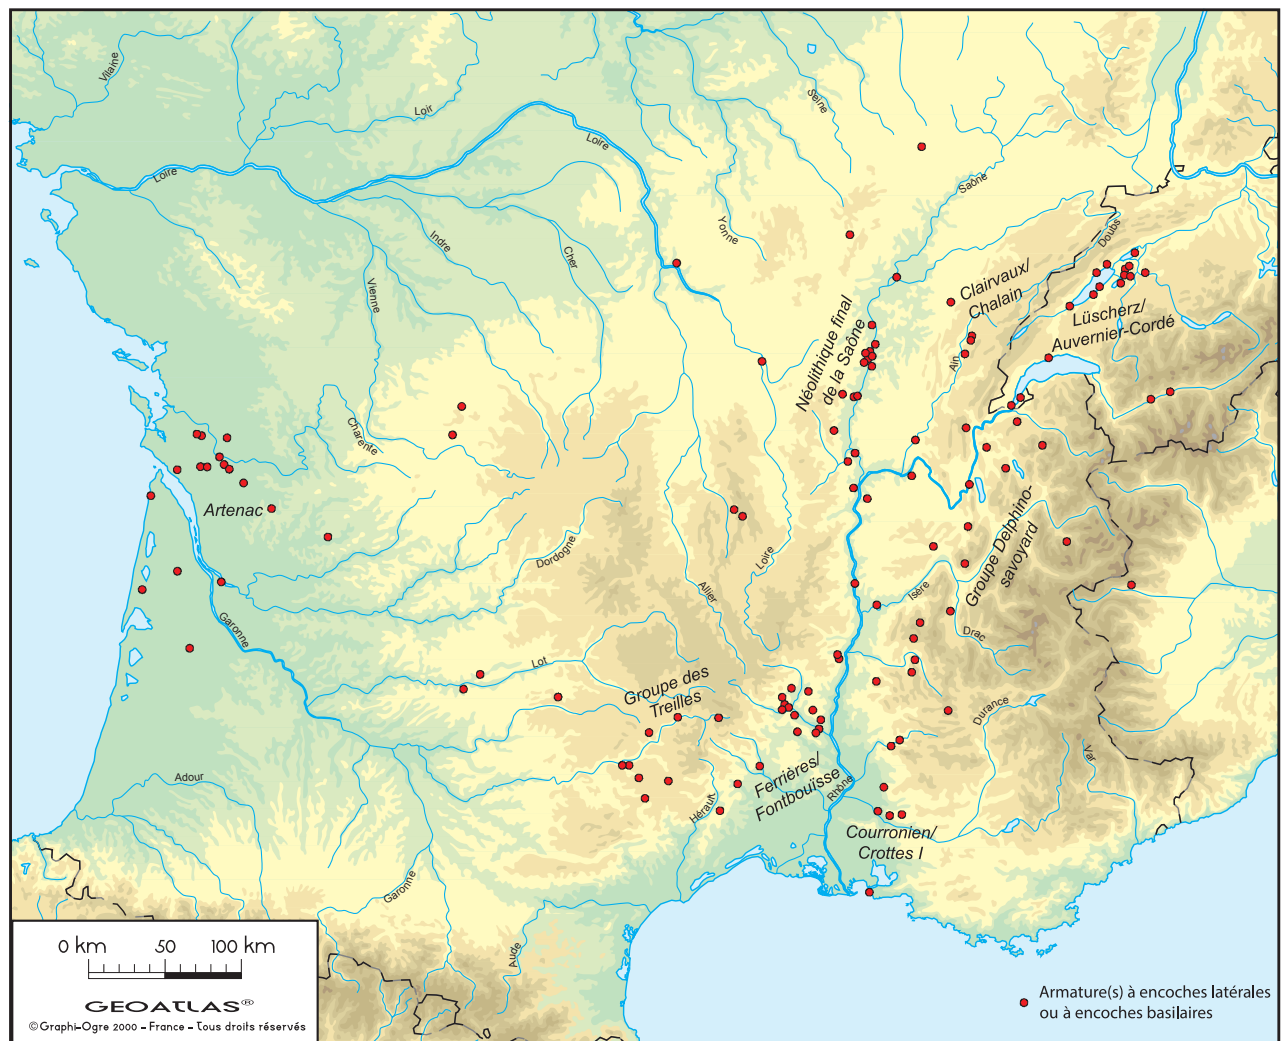 Vilaine
Loir
Loire
Loire
Seine
Saône
Yonne
Indre
Cher
Vienne
Doubs
Clairvaux/
Chalain
Lüscherz/
Auvernier-Cordé
Néolithique final
de la Saône
Ain
Charente
Artenac
Dordogne
Loire
Allier
Isère
Groupe Delphino-
savoyard
Drac
Garonne
Lot
Groupe des
Treilles
Durance
Var
Adour
Ferrières/
Fontbouïsse
Rhône
Hérault
Courronien/
Crottes I
Garonne
Aude
0 km 50 100 km
GEOATLAS®
© Graphi-Ogre 2000 - France - Tous droits réservés
Armature(s) à encoches latérales
ou à encoches basilaires